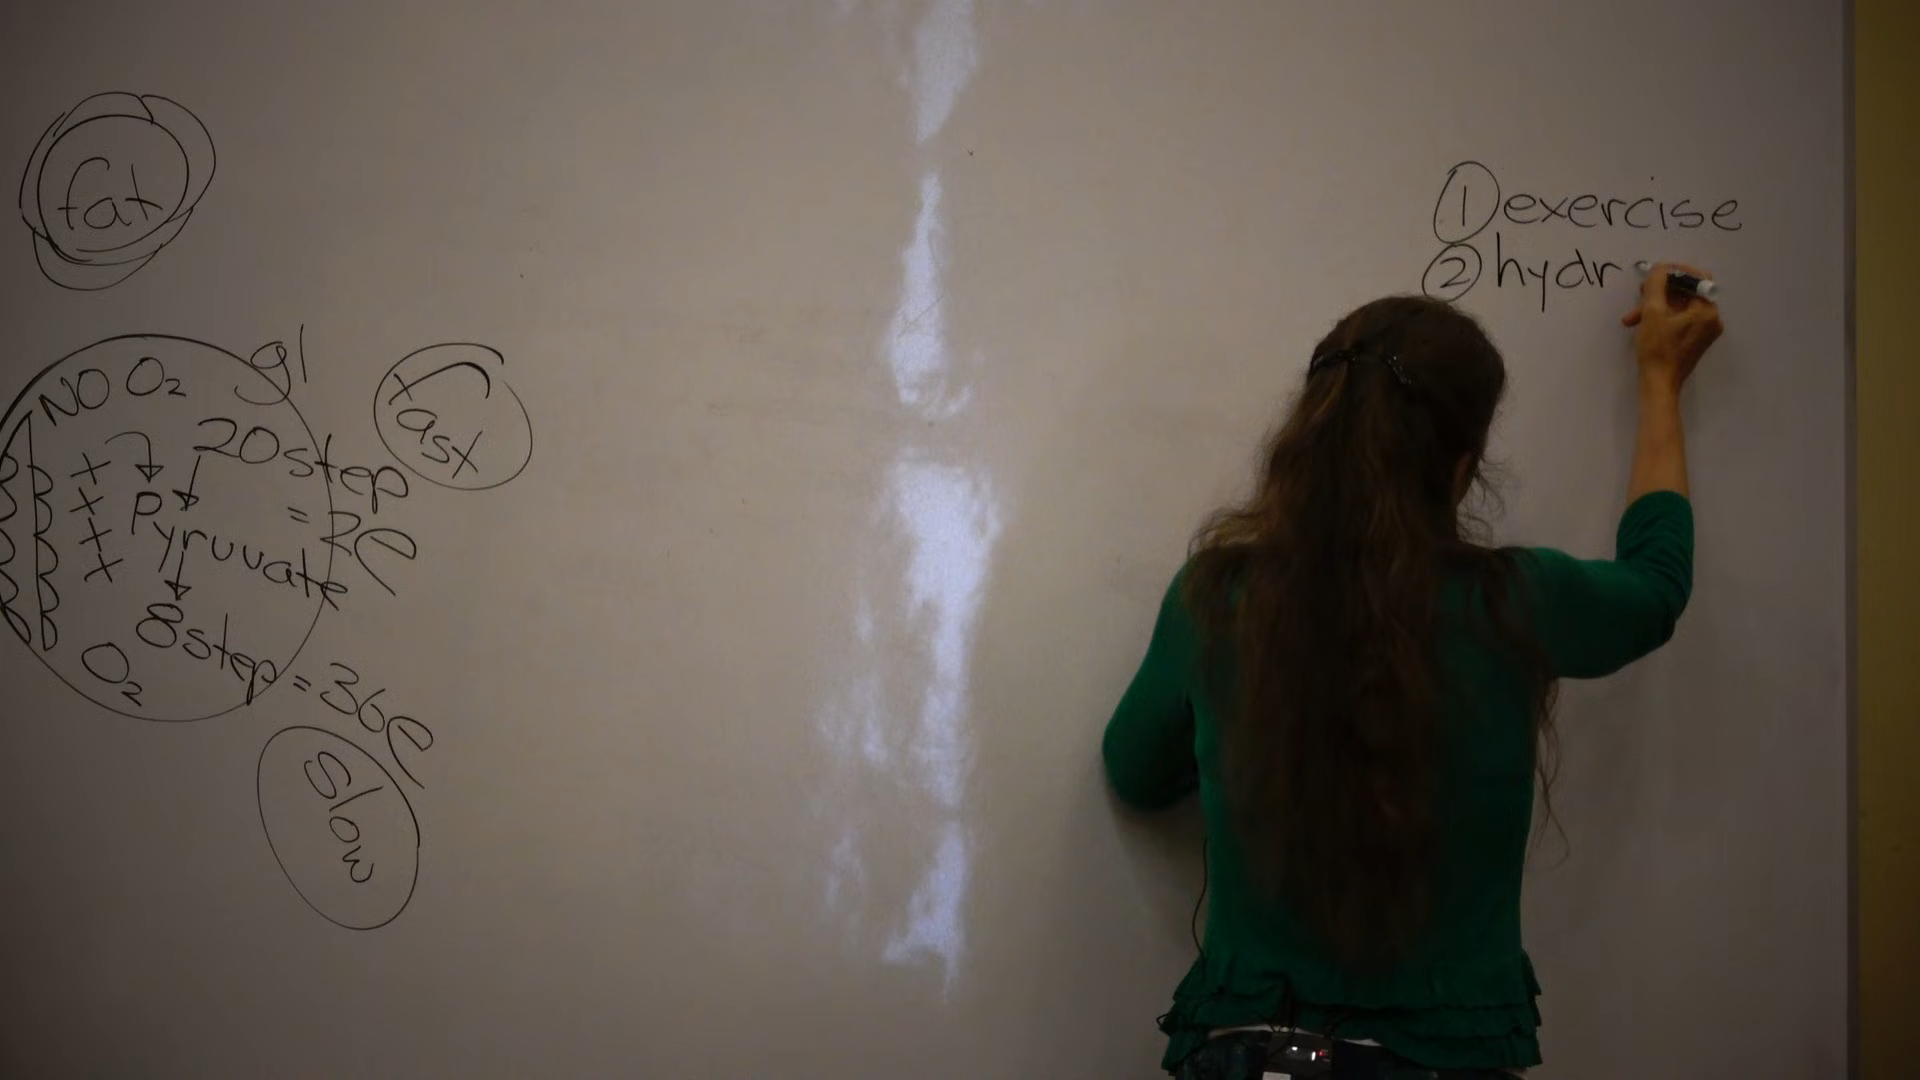 fat
NO O₂
gl
fast
20step
= 2e
Pyruvate
8step = 36e
O₂
slow
① exercise
② hydr